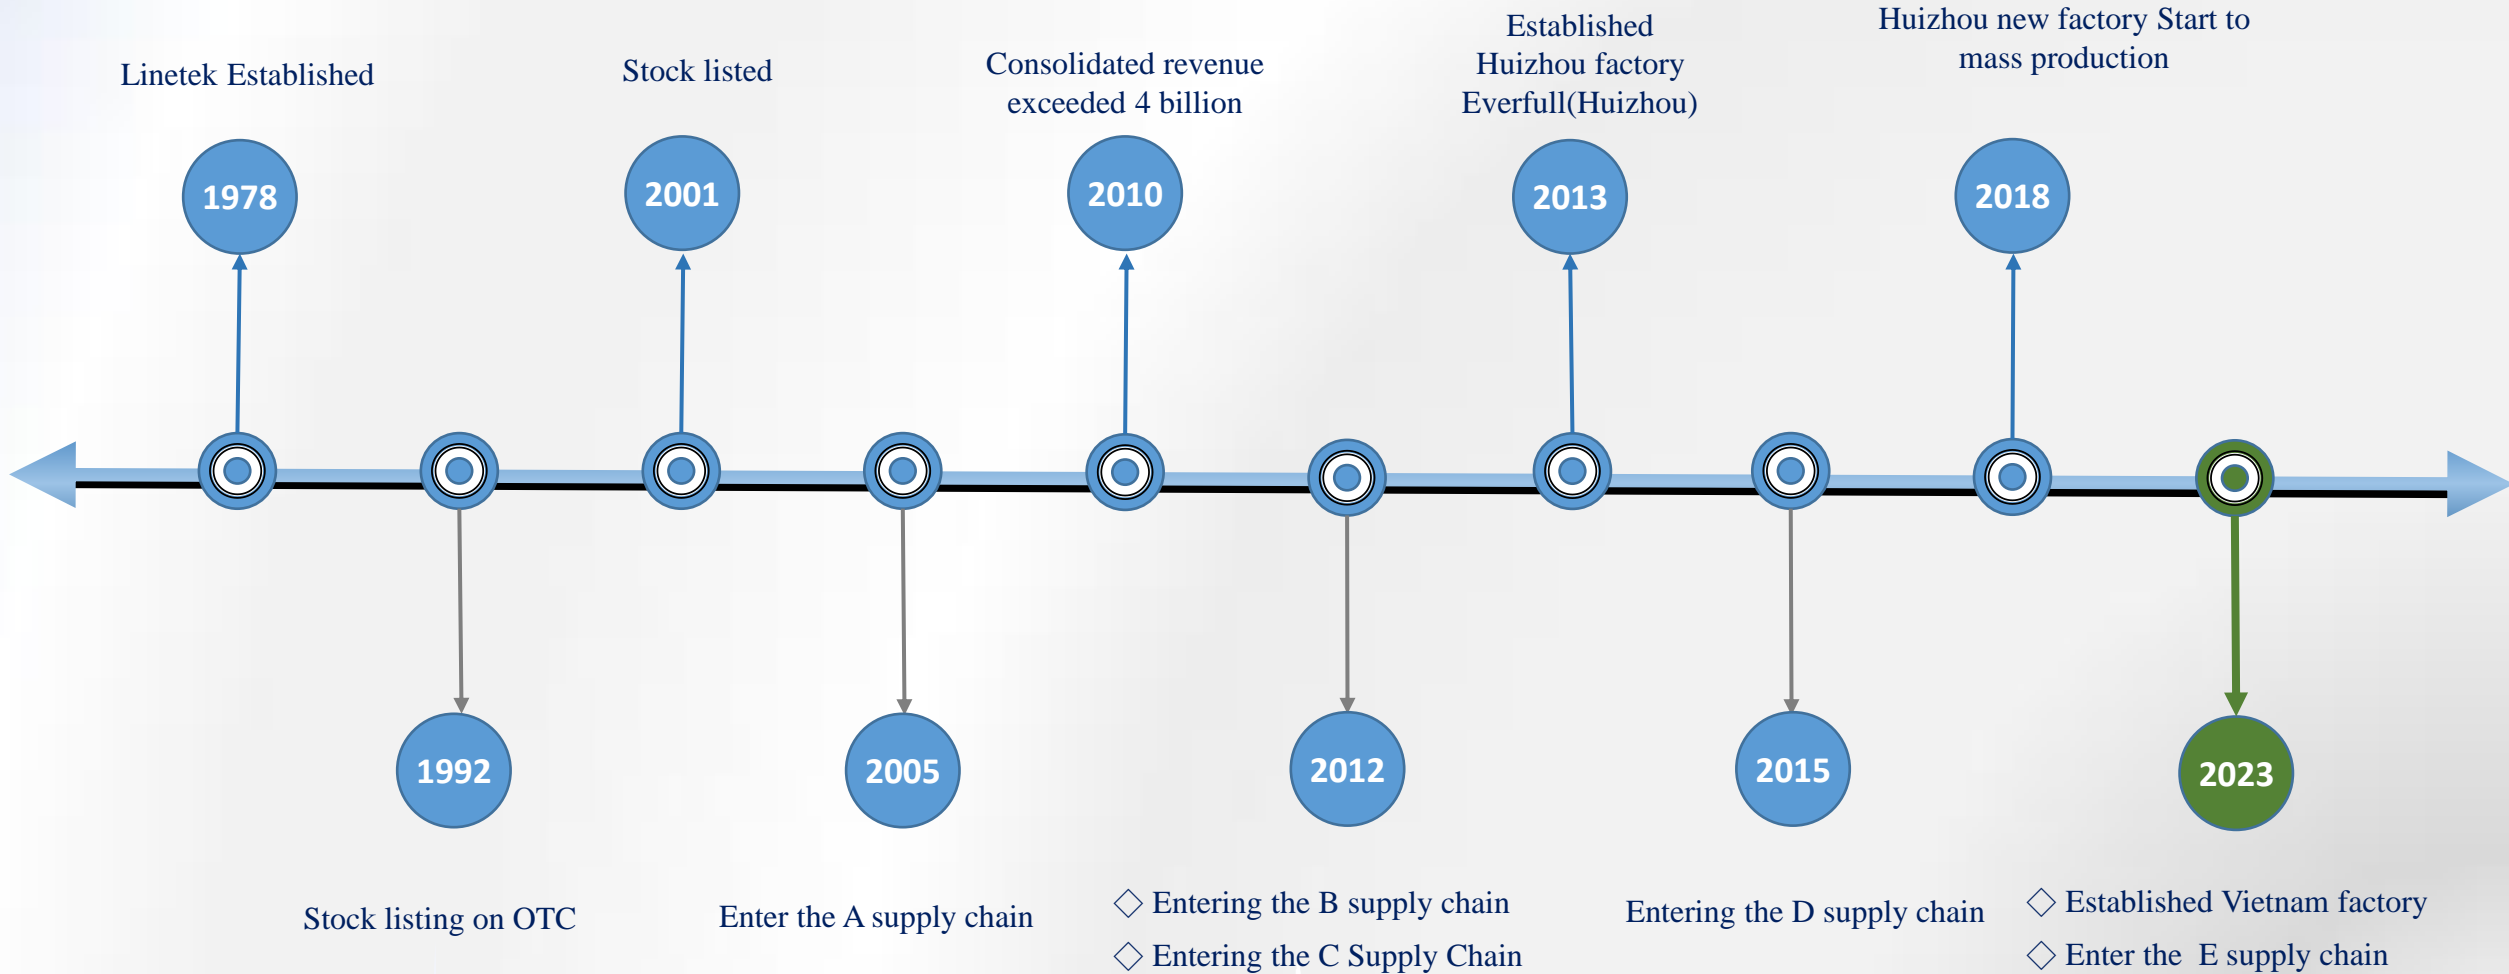 Linetek Established
1978
Stock listed
2001
Consolidated revenue
exceeded 4 billion
2010
Established
Huizhou factory
Everfull(Huizhou)
2013
Huizhou new factory Start to
mass production
2018
1992
Stock listing on OTC
2005
Enter the A supply chain
2012
◇ Entering the B supply chain
◇ Entering the C Supply Chain
2015
Entering the D supply chain
2023
◇ Established Vietnam factory
◇ Enter the  E supply chain